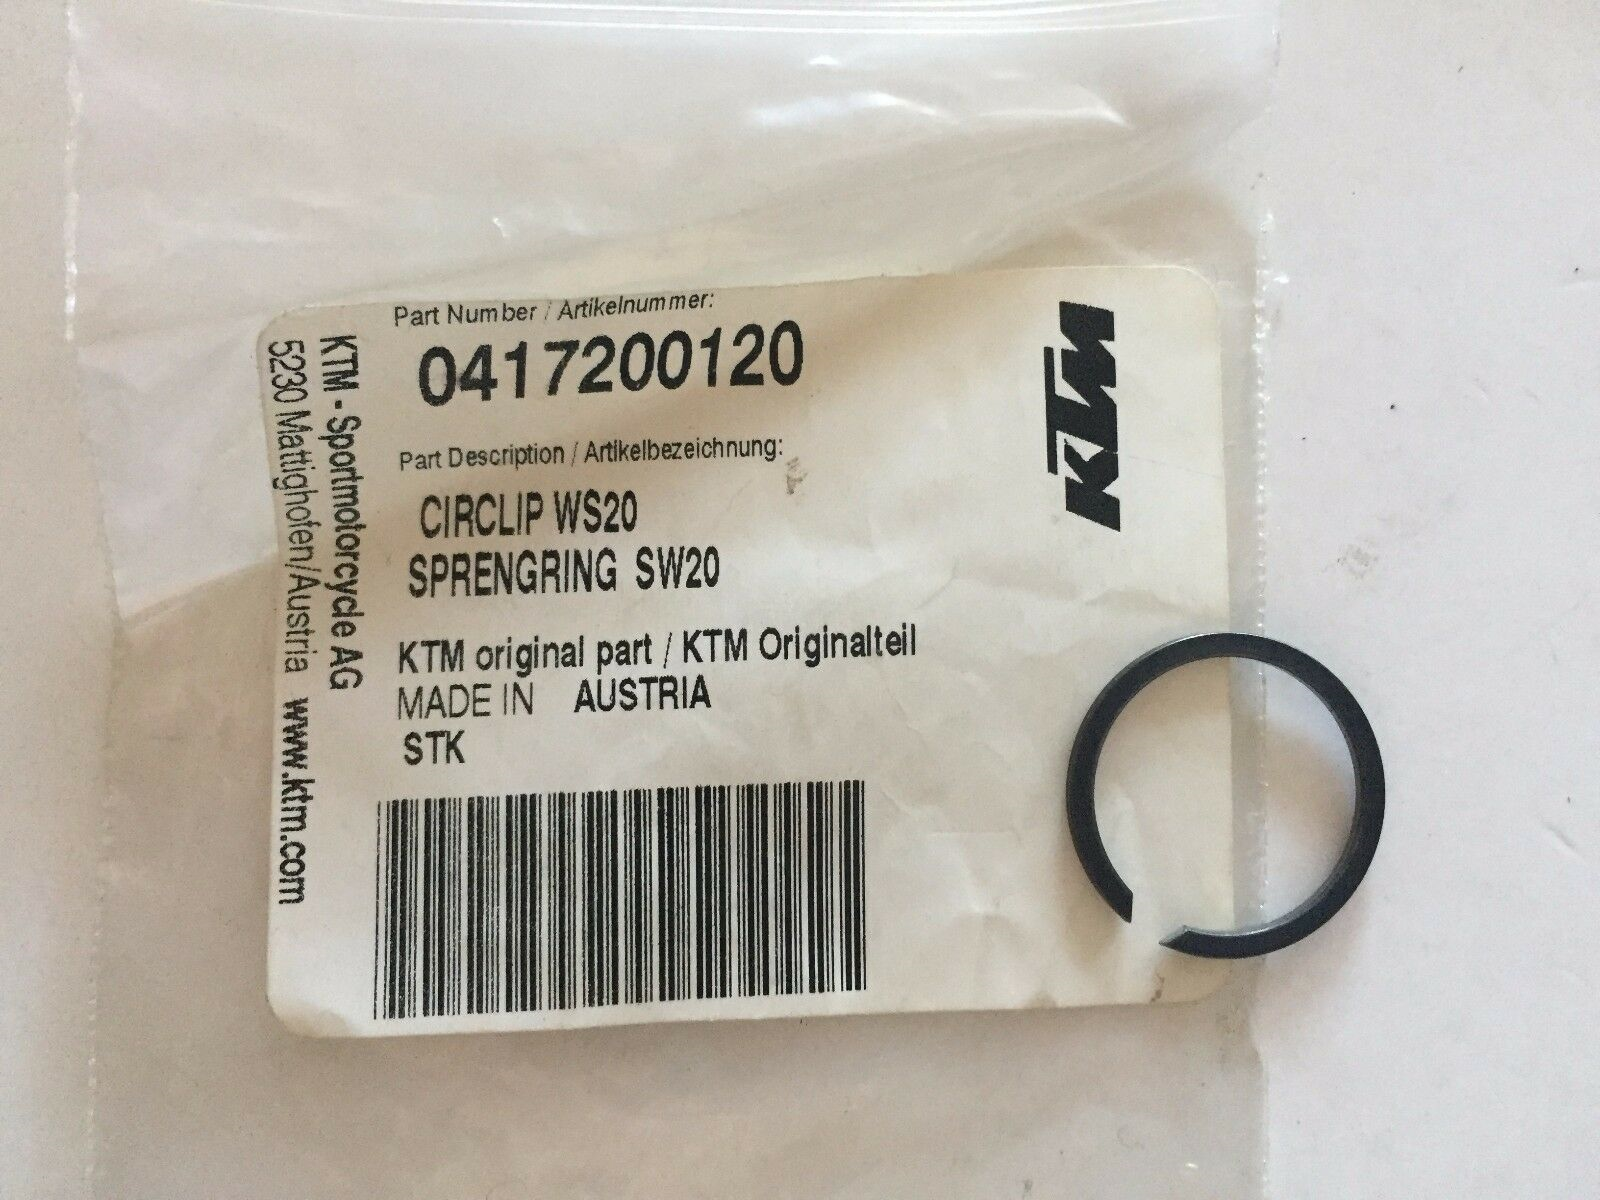 Part Number / Artikelnummer:
0417200120
Part Description / Artikelbezeichnung:
CIRCLIP WS20
SPRENGRING SW20
KTM original part / KTM Originalteil
MADE IN AUSTRIA
STK
KTM - Sportmotorcycle AG
5230 Mattighofen/Austria www.ktm.com
KTM